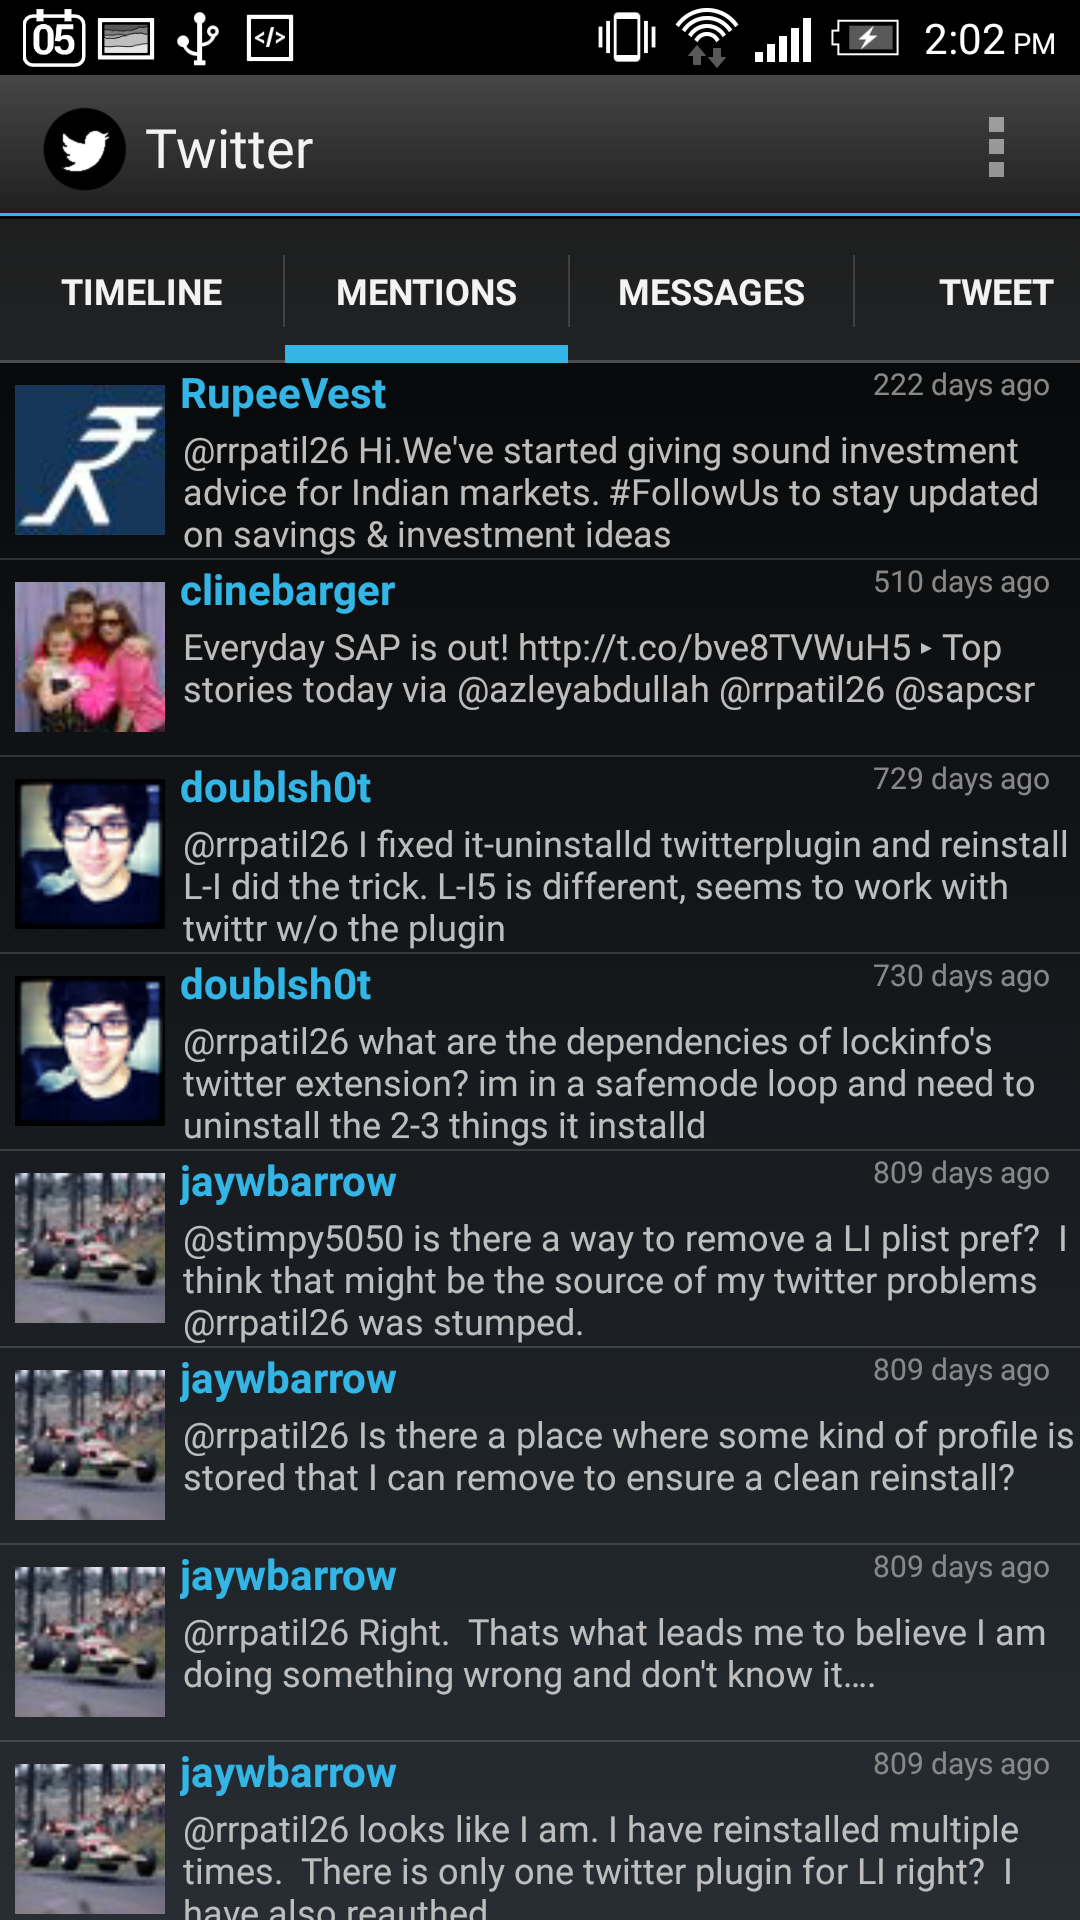 05 </> 2:02 PM
Twitter
TIMELINE MENTIONS MESSAGES TWEET
RupeeVest 222 days ago
@rrpatil26 Hi.We've started giving sound investment
advice for Indian markets. #FollowUs to stay updated
on savings & investment ideas
clinebarger 510 days ago
Everyday SAP is out! http://t.co/bve8TVWuH5 ▸ Top
stories today via @azleyabdullah @rrpatil26 @sapcsr
doublsh0t 729 days ago
@rrpatil26 I fixed it-uninstalld twitterplugin and reinstall
L-I did the trick. L-I5 is different, seems to work with
twittr w/o the plugin
doublsh0t 730 days ago
@rrpatil26 what are the dependencies of lockinfo's
twitter extension? im in a safemode loop and need to
uninstall the 2-3 things it installd
jaywbarrow 809 days ago
@stimpy5050 is there a way to remove a LI plist pref?  I
think that might be the source of my twitter problems
@rrpatil26 was stumped.
jaywbarrow 809 days ago
@rrpatil26 Is there a place where some kind of profile is
stored that I can remove to ensure a clean reinstall?
jaywbarrow 809 days ago
@rrpatil26 Right.  Thats what leads me to believe I am
doing something wrong and don't know it....
jaywbarrow 809 days ago
@rrpatil26 looks like I am. I have reinstalled multiple
times.  There is only one twitter plugin for LI right?  I
have also reauthed